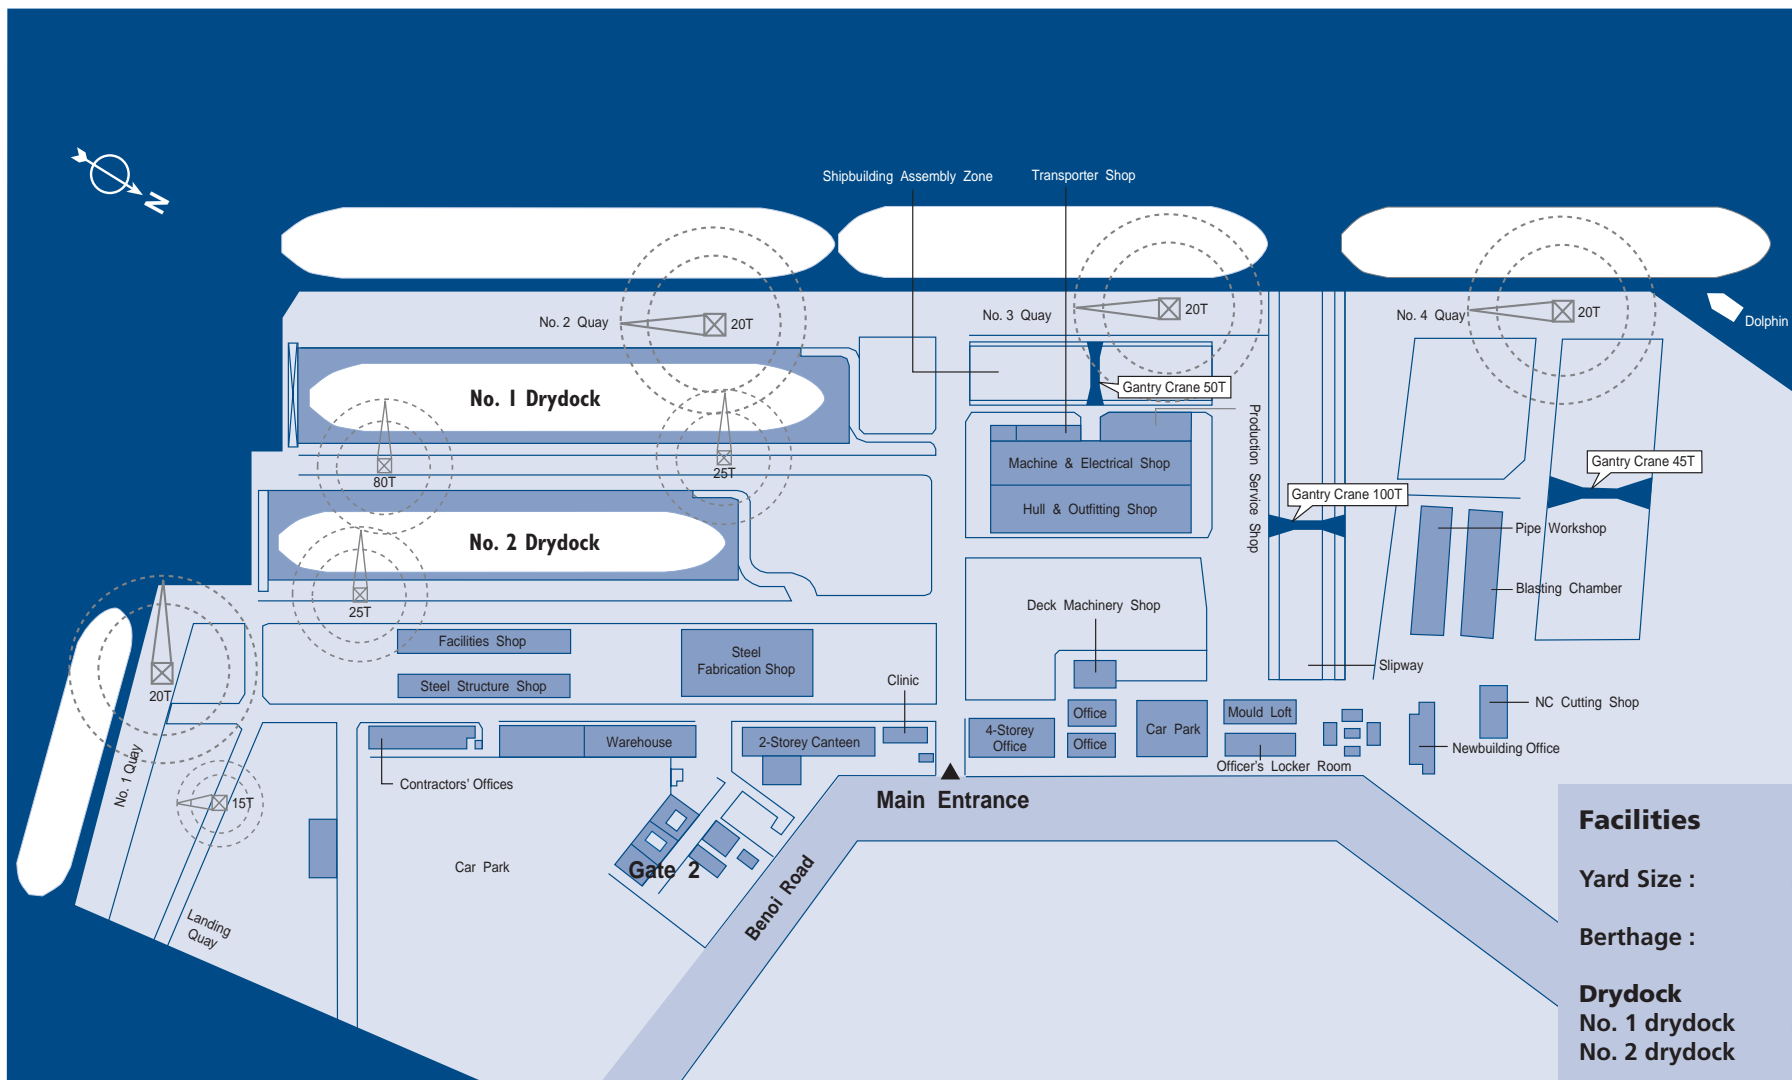 N
Shipbuilding Assembly Zone
Transporter Shop
No. 2 Quay
20T
No. 3 Quay
20T
No. 4 Quay
20T
Dolphin
No. 1 Drydock
Gantry Crane 50T
80T
25T
Machine & Electrical Shop
Hull & Outfitting Shop
Production Service Shop
Gantry Crane 100T
Gantry Crane 45T
Pipe Workshop
Blasting Chamber
No. 2 Drydock
25T
20T
Facilities Shop
Steel Structure Shop
Steel
Fabrication Shop
Clinic
Deck Machinery Shop
Slipway
NC Cutting Shop
Newbuilding Office
No. 1 Quay
15T
Landing
Quay
Contractors' Offices
Warehouse
2-Storey Canteen
4-Storey
Office
Office
Office
Car Park
Mould Loft
Officer's Locker Room
Main Entrance
Car Park
Gate 2
Benoi Road
Facilities
Yard Size :
Berthage :
Drydock
No. 1 drydock
No. 2 drydock